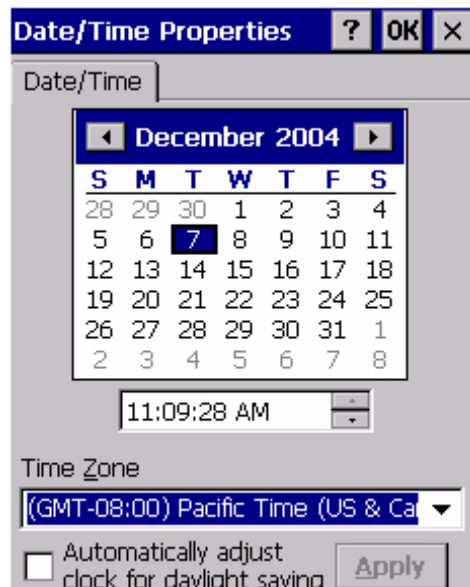 Date/Time Properties ? OK ×
Date/Time
December 2004
S M T W T F S
28 29 30 1 2 3 4
5 6 7 8 9 10 11
12 13 14 15 16 17 18
19 20 21 22 23 24 25
26 27 28 29 30 31 1
2 3 4 5 6 7 8
11:09:28 AM
Time Zone
(GMT-08:00) Pacific Time (US & Ca
Automatically adjust
clock for daylight saving
Apply